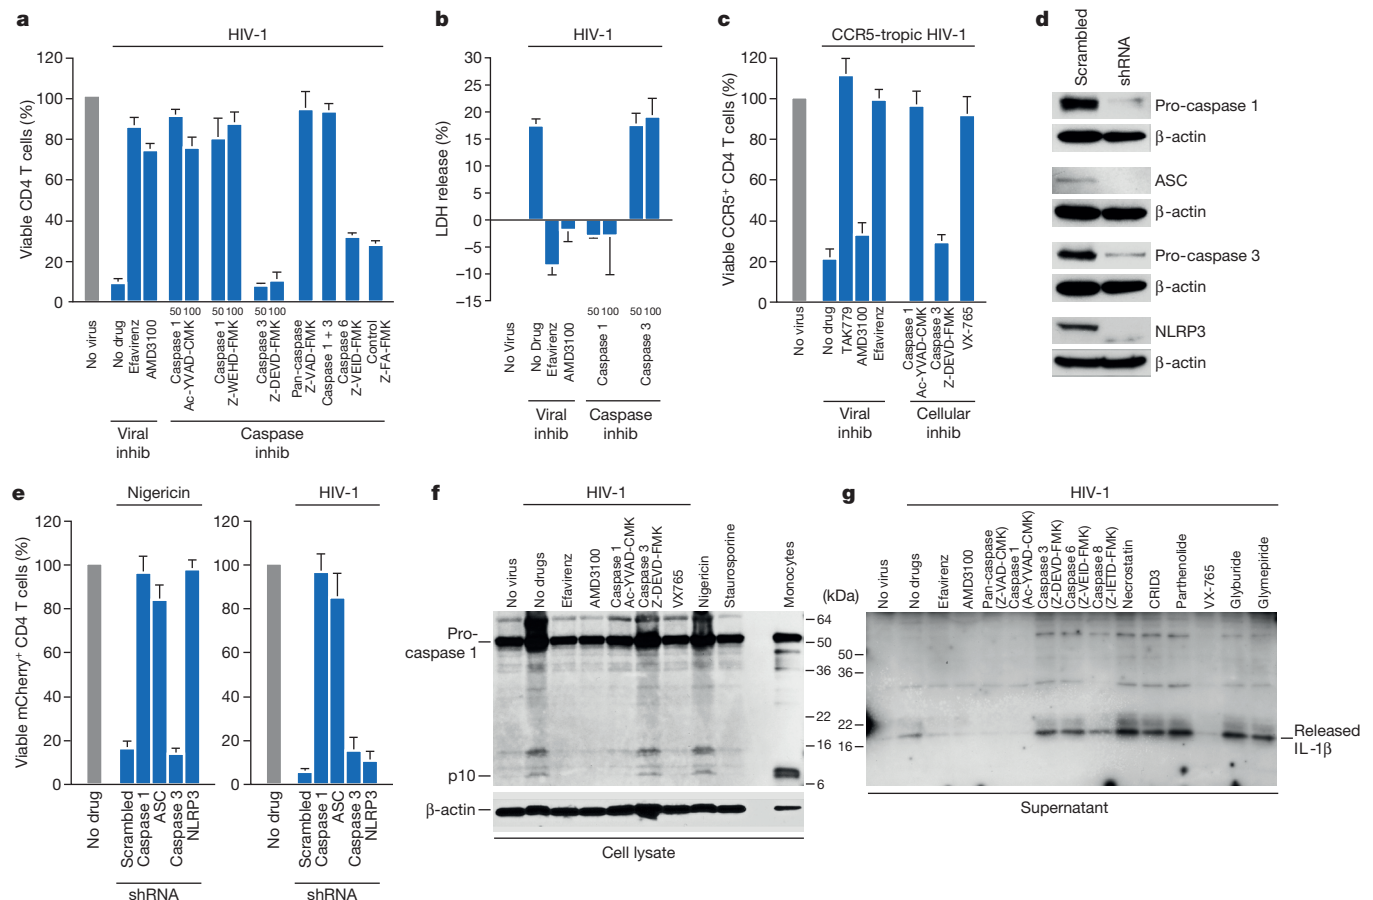 a
HIV-1
Viable CD4 T cells (%)
120
100
80
60
40
20
0
50 100
50 100
50 100
No virus
No drug
Efavirenz
AMD3100
Caspase 1
Ac-YVAD-CMK
Caspase 1
Z-WEHD-FMK
Caspase 3
Z-DEVD-FMK
Pan-caspase
Z-VAD-FMK
Caspase 1 + 3
Caspase 6
Z-VEID-FMK
Control
Z-FA-FMK
Viral
inhib
Caspase
inhib
b
HIV-1
LDH release (%)
30
25
20
15
10
5
0
–5
–10
–15
50 100
50 100
No Virus
No Drug
Efavirenz
AMD3100
Caspase 1
Caspase 3
Viral
inhib
Caspase
inhib
c
CCR5-tropic HIV-1
Viable CCR5+ CD4 T cells (%)
120
100
80
60
40
20
0
No virus
No drug
TAK779
AMD3100
Efavirenz
Caspase 1
Ac-YVAD-CMK
Caspase 3
Z-DEVD-FMK
VX-765
Viral
inhib
Cellular
inhib
d
Scrambled
shRNA
Pro-caspase 1
β-actin
ASC
β-actin
Pro-caspase 3
β-actin
NLRP3
β-actin
e
Nigericin
HIV-1
Viable mCherry+ CD4 T cells (%)
120
100
80
60
40
20
0
No drug
Scrambled
Caspase 1
ASC
Caspase 3
NLRP3
shRNA
120
100
80
60
40
20
0
No drug
Scrambled
Caspase 1
ASC
Caspase 3
NLRP3
shRNA
f
HIV-1
No virus
No drugs
Efavirenz
AMD3100
Caspase 1
Ac-YVAD-CMK
Caspase 3
Z-DEVD-FMK
VX765
Nigericin
Staurosporine
Monocytes
(kDa)
Pro-
caspase 1
p10
β-actin
64
50
36
22
16
6
Cell lysate
g
HIV-1
No virus
No drugs
Efavirenz
AMD3100
Pan-caspase
(Z-VAD-CMK)
Caspase 1
(Ac-YVAD-CMK)
Caspase 3
(Z-DEVD-FMK)
Caspase 6
(Z-VEID-FMK)
Caspase 8
(Z-IETD-FMK)
Necrostatin
CRID3
Parthenolide
VX-765
Glyburide
Glymepiride
50
36
22
16
Released
IL-1β
Supernatant